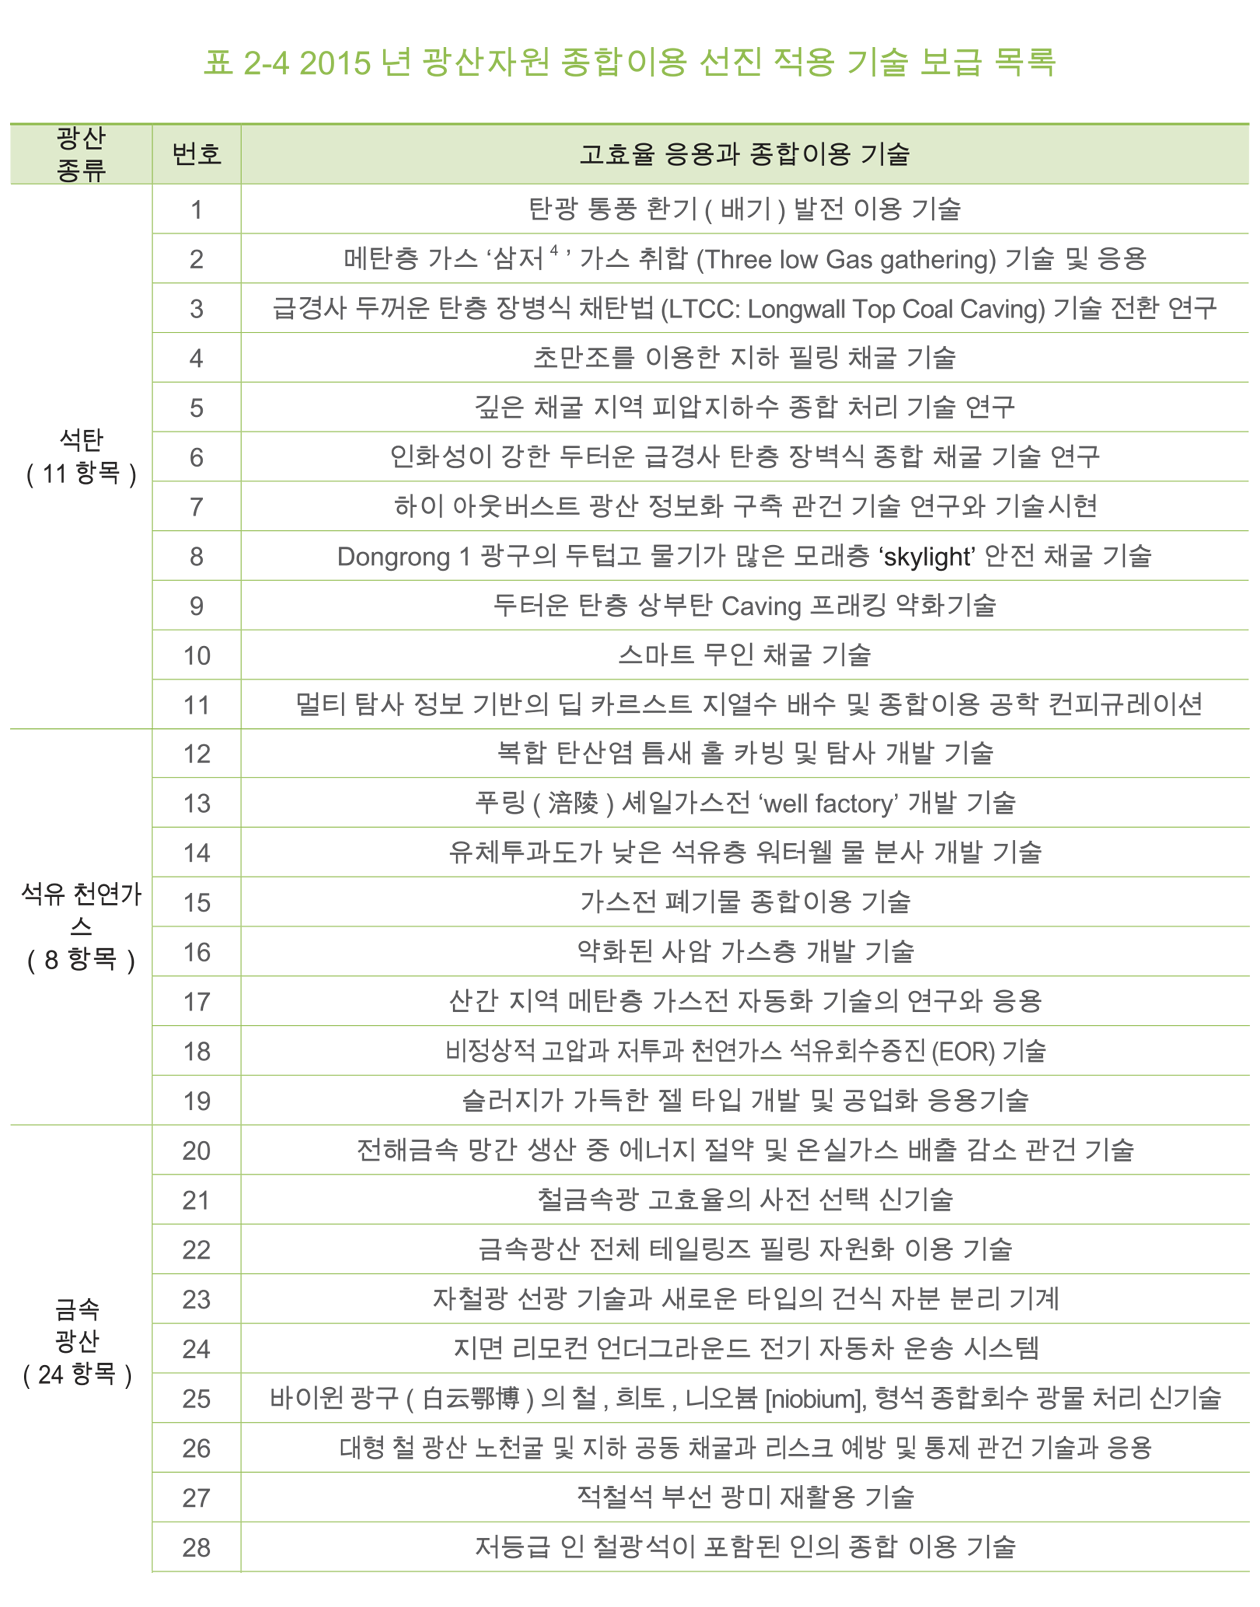 표 2-4 2015 년 광산자원 종합이용 선진 적용 기술 보급 목록
광산
종류
번호
고효율 응용과 종합이용 기술
석탄
( 11 항목 )
1
탄광 통풍 환기 ( 배기 ) 발전 이용 기술
2
메탄층 가스 ‘삼저 4 ’ 가스 취합 (Three low Gas gathering) 기술 및 응용
3
급경사 두꺼운 탄층 장병식 채탄법 (LTCC: Longwall Top Coal Caving) 기술 전환 연구
4
초만조를 이용한 지하 필링 채굴 기술
5
깊은 채굴 지역 피압지하수 종합 처리 기술 연구
6
인화성이 강한 두터운 급경사 탄층 장벽식 종합 채굴 기술 연구
7
하이 아웃버스트 광산 정보화 구축 관건 기술 연구와 기술시현
8
Dongrong 1 광구의 두텁고 물기가 많은 모래층 ‘skylight’ 안전 채굴 기술
9
두터운 탄층 상부탄 Caving 프래킹 약화기술
10
스마트 무인 채굴 기술
11
멀티 탐사 정보 기반의 딥 카르스트 지열수 배수 및 종합이용 공학 컨피규레이션
석유 천연가
스
( 8 항목 )
12
복합 탄산염 틈새 홀 카빙 및 탐사 개발 기술
13
푸링 ( 涪陵 ) 셰일가스전 ‘well factory’ 개발 기술
14
유체투과도가 낮은 석유층 워터웰 물 분사 개발 기술
15
가스전 폐기물 종합이용 기술
16
약화된 사암 가스층 개발 기술
17
산간 지역 메탄층 가스전 자동화 기술의 연구와 응용
18
비정상적 고압과 저투과 천연가스 석유회수증진 (EOR) 기술
19
슬러지가 가득한 젤 타입 개발 및 공업화 응용기술
금속
광산
( 24 항목 )
20
전해금속 망간 생산 중 에너지 절약 및 온실가스 배출 감소 관건 기술
21
철금속광 고효율의 사전 선택 신기술
22
금속광산 전체 테일링즈 필링 자원화 이용 기술
23
자철광 선광 기술과 새로운 타입의 건식 자분 분리 기계
24
지면 리모컨 언더그라운드 전기 자동차 운송 시스템
25
바이윈 광구 ( 白云鄂博 ) 의 철 , 희토 , 니오븀 [niobium], 형석 종합회수 광물 처리 신기술
26
대형 철 광산 노천굴 및 지하 공동 채굴과 리스크 예방 및 통제 관건 기술과 응용
27
적철석 부선 광미 재활용 기술
28
저등급 인 철광석이 포함된 인의 종합 이용 기술